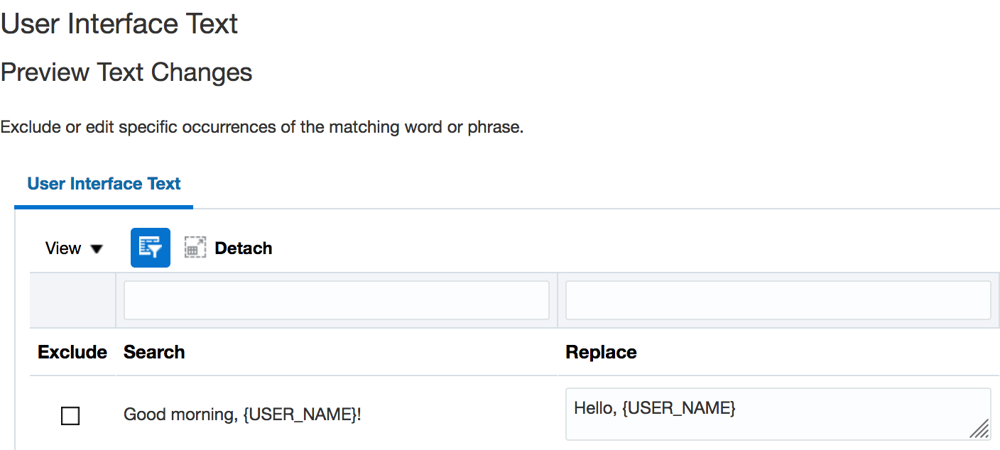 User Interface Text
Preview Text Changes
Exclude or edit specific occurrences of the matching word or phrase.
User Interface Text
View Detach
Exclude Search Replace
Good morning, {USER_NAME}! Hello, {USER_NAME}